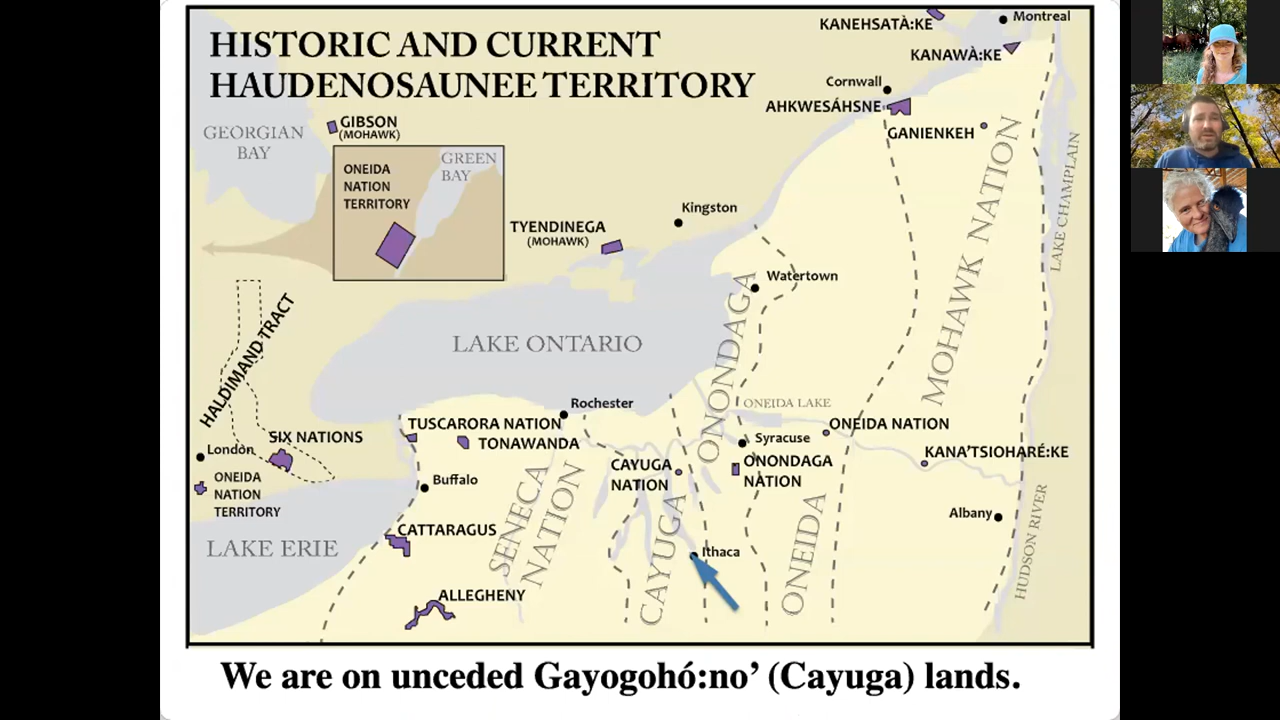 HISTORIC AND CURRENT
HAUDENOSAUNEE TERRITORY
KANEHSATÀ:KE
Montreal
KANAWÀ:KE
Cornwall
AHKWESÁHSNE
GANIENKEH
GEORGIAN
BAY
GIBSON
(MOHAWK)
ONEIDA
NATION
TERRITORY
GREEN
BAY
TYENDINEGA
(MOHAWK)
Kingston
Watertown
LAKE CHAMPLAIN
MOHAWK NATION
LAKE ONTARIO
ONONDAGA
HALDIMAND TRACT
Rochester
ONEIDA LAKE
TUSCARORA NATION
TONAWANDA
ONEIDA NATION
SIX NATIONS
London
Syracuse
KANA'TSIOHARÉ:KE
CAYUGA
NATION
ONONDAGA
NATION
ONEIDA
NATION
TERRITORY
Buffalo
SENECA
NATION
Albany
CATTARAGUS
LAKE ERIE
CAYUGA
Ithaca
ONEIDA
HUDSON RIVER
ALLEGHENY
We are on unceded Gayogohó:no’ (Cayuga) lands.